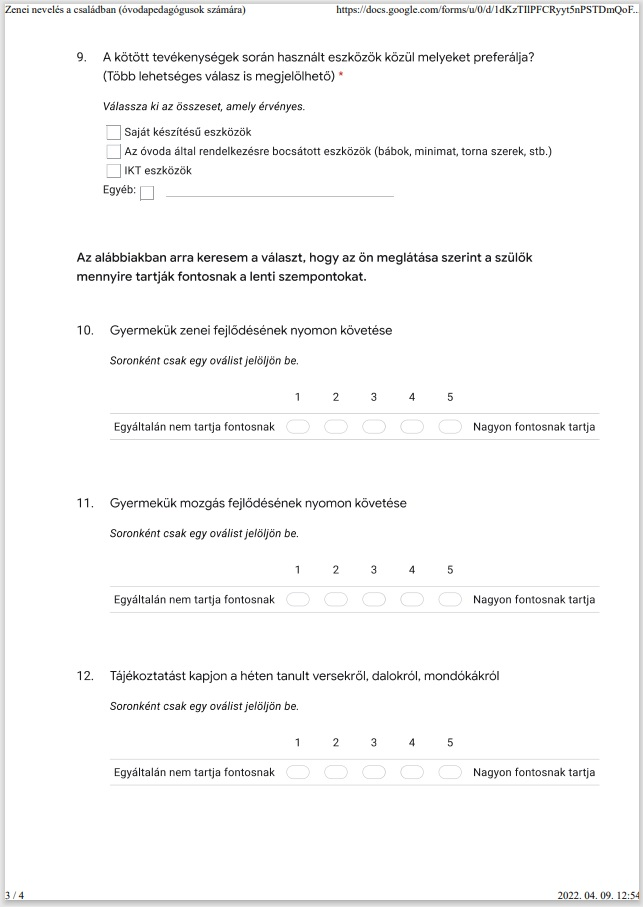 Zenei nevelés a családban (óvodapedagógusok számára) https://docs.google.com/forms/u/0/d/1dKzTIlPFCRyyt5nPSTDmQoF...
9. A kötött tevékenységek során használt eszközök közül melyeket preferálja?
(Több lehetséges válasz is megjelölhető) *
Válassza ki az összeset, amely érvényes.
Saját készítésű eszközök
Az óvoda által rendelkezésre bocsátott eszközök (bábok, minimat, torna szerek, stb.)
IKT eszközök
Egyéb:
Az alábbiakban arra keresem a választ, hogy az ön meglátása szerint a szülők
mennyire tartják fontosnak a lenti szempontokat.
10. Gyermekük zenei fejlődésének nyomon követése
Soronként csak egy oválist jelöljön be.
1 2 3 4 5
Egyáltalán nem tartja fontosnak Nagyon fontosnak tartja
11. Gyermekük mozgás fejlődésének nyomon követése
Soronként csak egy oválist jelöljön be.
1 2 3 4 5
Egyáltalán nem tartja fontosnak Nagyon fontosnak tartja
12. Tájékoztatást kapjon a héten tanult versekről, dalokról, mondókákról
Soronként csak egy oválist jelöljön be.
1 2 3 4 5
Egyáltalán nem tartja fontosnak Nagyon fontosnak tartja
3 / 4 2022. 04. 09. 12:54